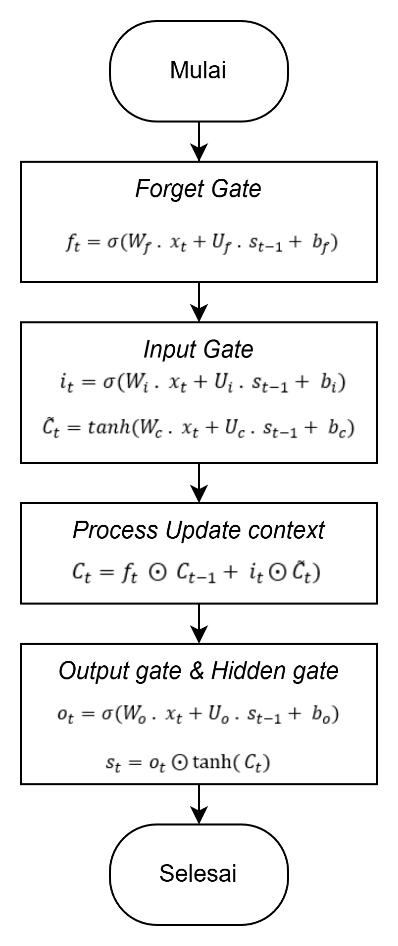 Mulai
Forget Gate
f_t = σ(W_f . x_t + U_f . s_{t−1} + b_f)
Input Gate
i_t = σ(W_i . x_t + U_i . s_{t−1} + b_i)
C̃_t = tanh(W_c . x_t + U_c . s_{t−1} + b_c)
Process Update context
C_t = f_t ⊙ C_{t−1} + i_t ⊙ C̃_t)
Output gate & Hidden gate
o_t = σ(W_o . x_t + U_o . s_{t−1} + b_o)
s_t = o_t ⊙ tanh( C_t)
Selesai